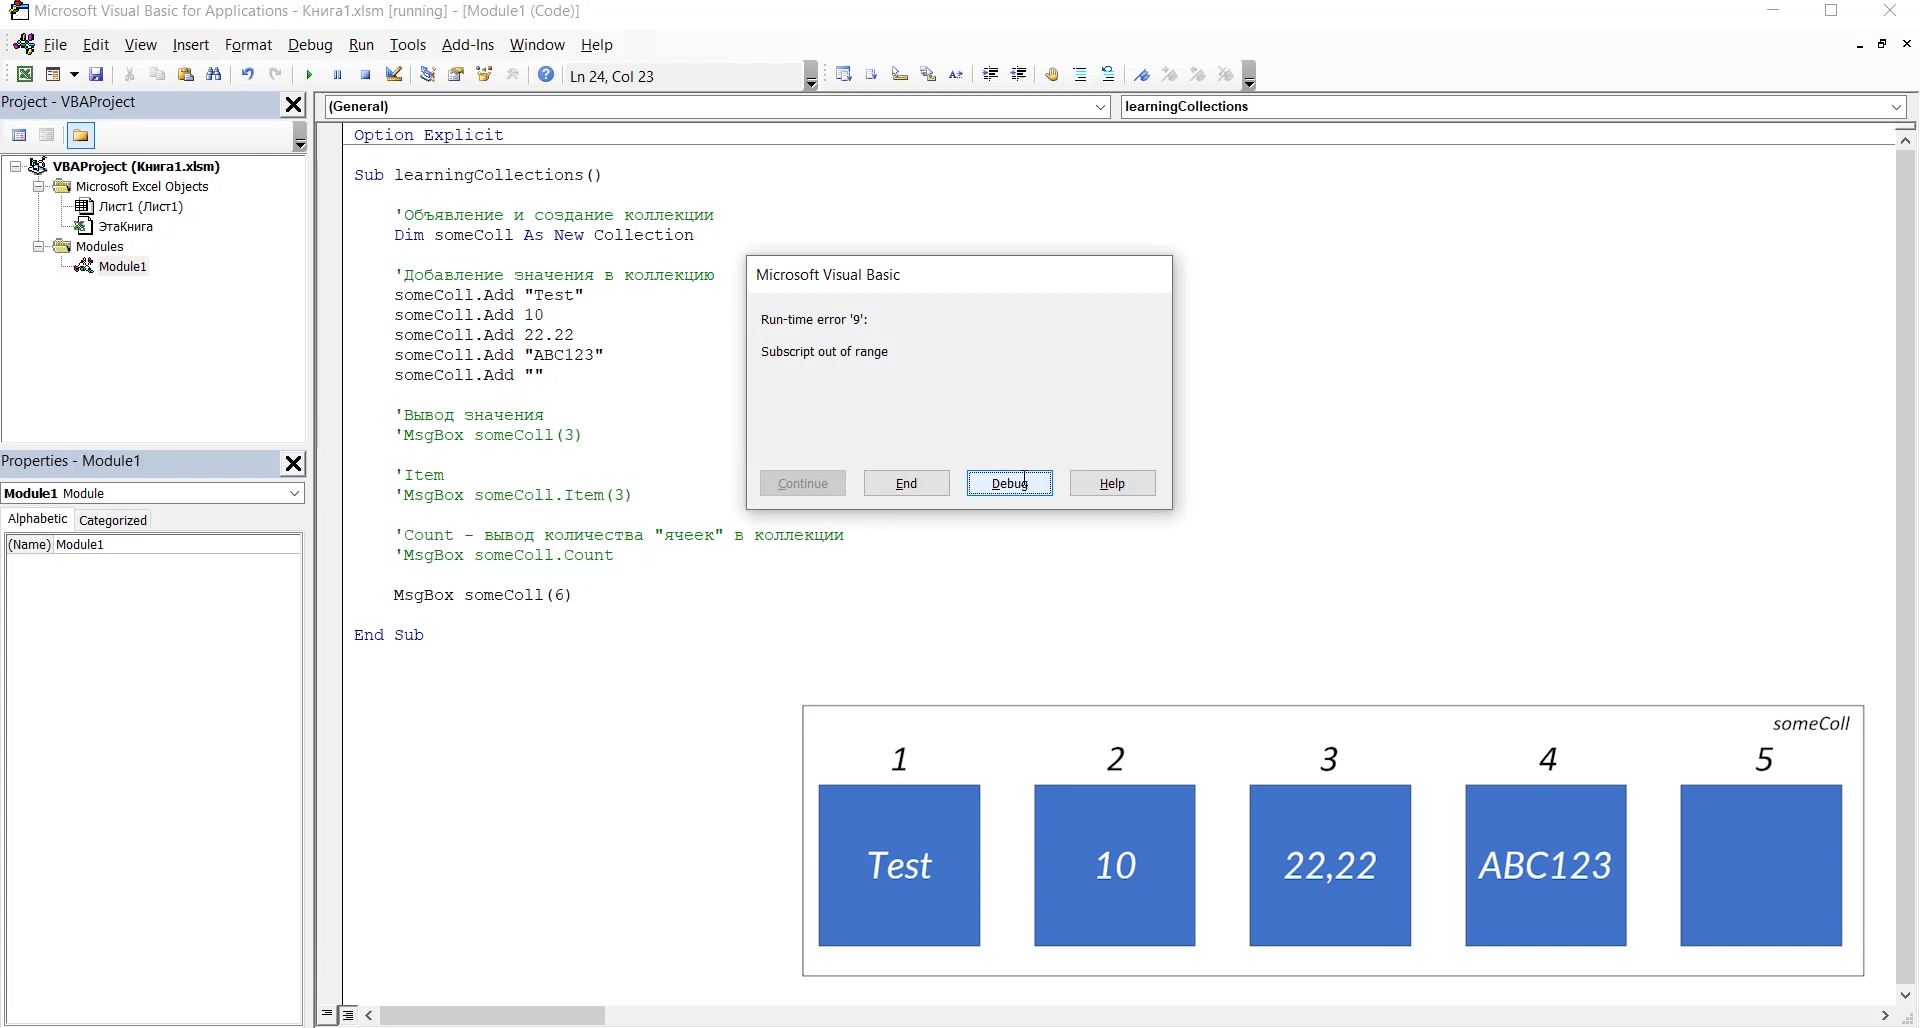 Microsoft Visual Basic for Applications - Книга1.xlsm [running] - [Module1 (Code)]
File Edit View Insert Format Debug Run Tools Add-Ins Window Help
Ln 24, Col 23
Project - VBAProject
(General)
learningCollections
VBAProject (Книга1.xlsm)
Microsoft Excel Objects
Лист1 (Лист1)
ЭтаКнига
Modules
Module1
Properties - Module1
Module1 Module
Alphabetic Categorized
(Name) Module1
Option Explicit
Sub learningCollections()
'Объявление и создание коллекции
Dim someColl As New Collection
'Добавление значения в коллекцию
someColl.Add "Test"
someColl.Add 10
someColl.Add 22.22
someColl.Add "ABC123"
someColl.Add ""
'Вывод значения
'MsgBox someColl(3)
'Item
'MsgBox someColl.Item(3)
'Count - вывод количества "ячеек" в коллекции
'MsgBox someColl.Count
MsgBox someColl(6)
End Sub
Microsoft Visual Basic
Run-time error '9':
Subscript out of range
Continue End Debug Help
someColl
1 2 3 4 5
Test 10 22,22 ABC123